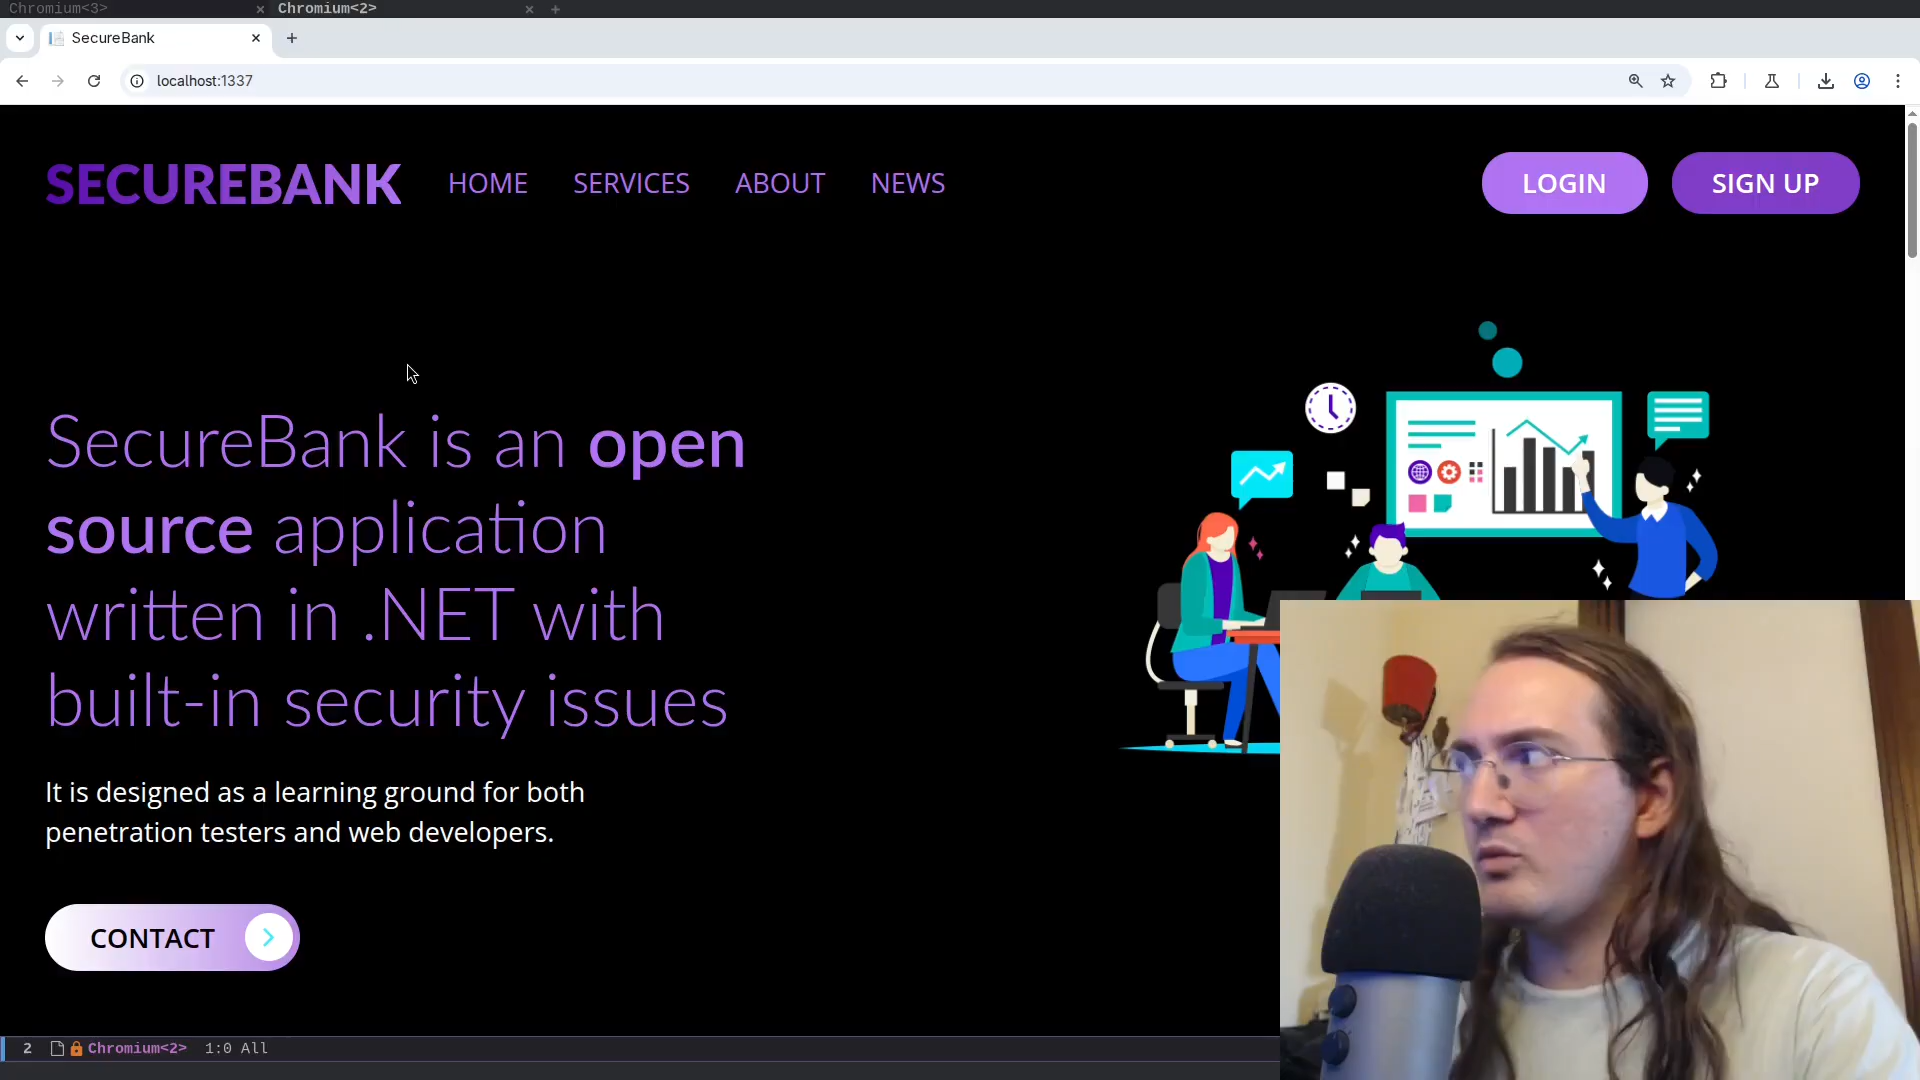 Chromium<3>
Chromium<2>
SecureBank
localhost:1337
SECUREBANK HOME SERVICES ABOUT NEWS LOGIN SIGN UP
SecureBank is an open
source application
written in .NET with
built-in security issues
It is designed as a learning ground for both
penetration testers and web developers.
CONTACT
2 Chromium<2> 1:0 All